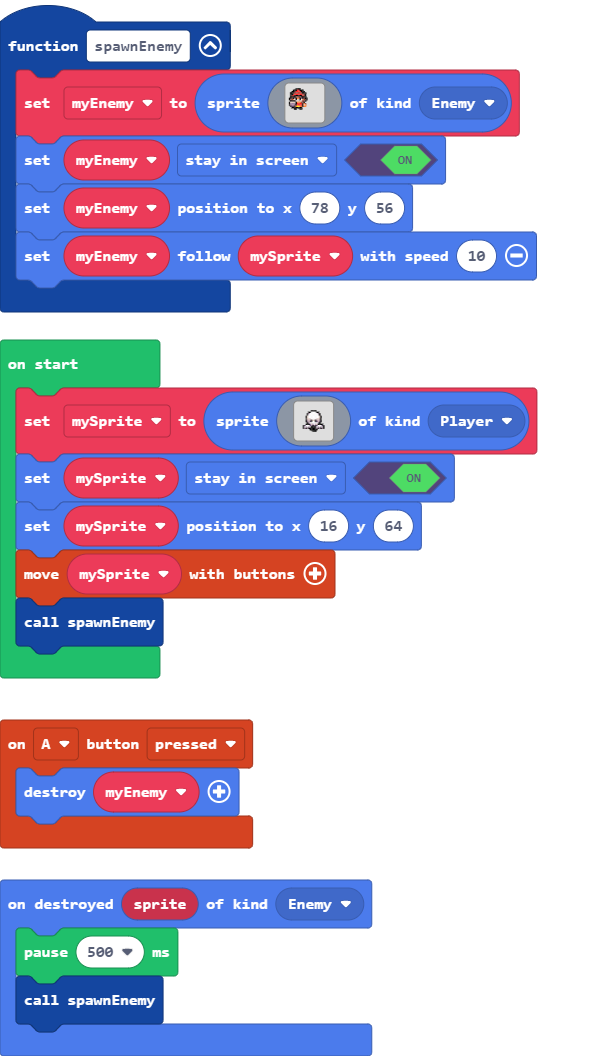 function spawnEnemy
set myEnemy to sprite of kind Enemy
set myEnemy stay in screen ON
set myEnemy position to x 78 y 56
set myEnemy follow mySprite with speed 10
on start
set mySprite to sprite of kind Player
set mySprite stay in screen ON
set mySprite position to x 16 y 64
move mySprite with buttons
call spawnEnemy
on A button pressed
destroy myEnemy
on destroyed sprite of kind Enemy
pause 500 ms
call spawnEnemy